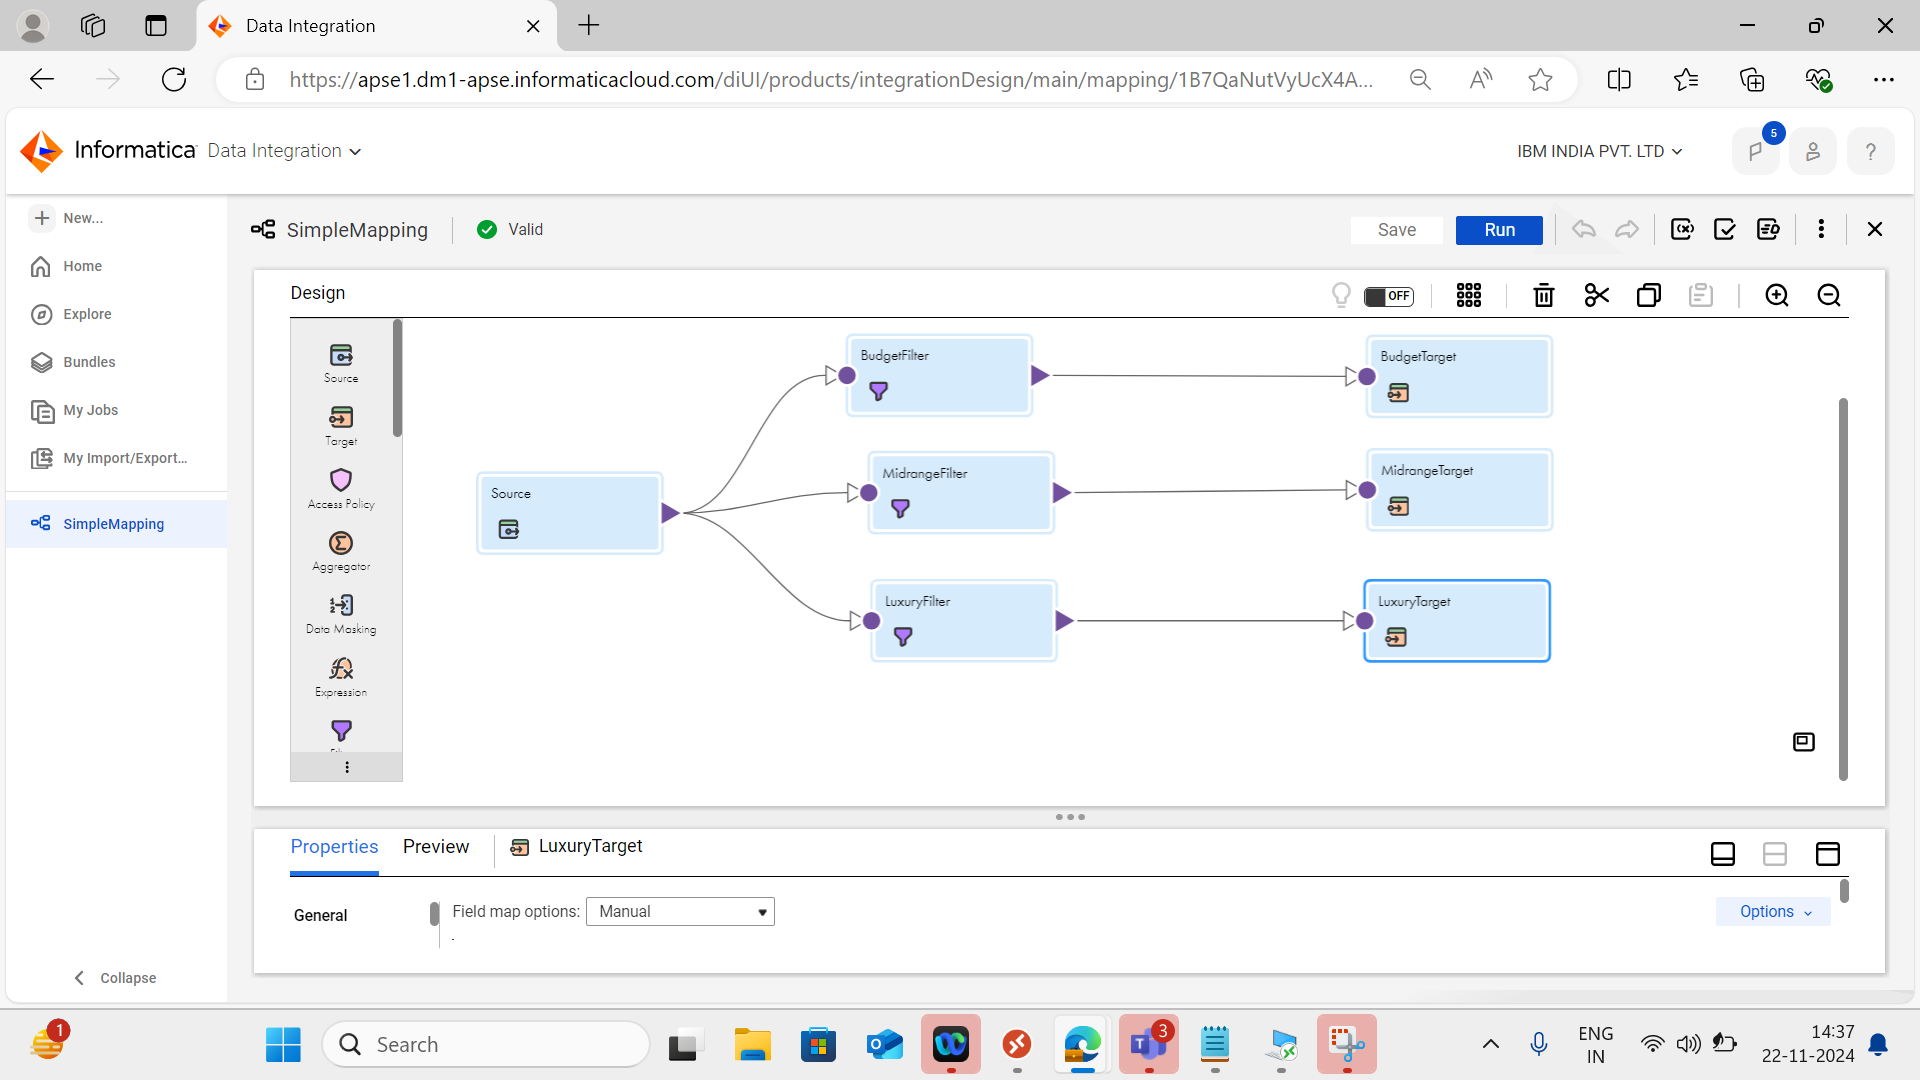 Data Integration
https://apse1.dm1-apse.informaticacloud.com/diUI/products/integrationDesign/main/mapping/1B7QaNutVyUcX4A...
Informatica Data Integration
IBM INDIA PVT. LTD
5
?
New...
Home
Explore
Bundles
My Jobs
My Import/Export...
SimpleMapping
Collapse
SimpleMapping
Valid
Save
Run
Design
OFF
Source
Target
Access Policy
Aggregator
Data Masking
Expression
Source
BudgetFilter
BudgetTarget
MidrangeFilter
MidrangeTarget
LuxuryFilter
LuxuryTarget
Properties
Preview
LuxuryTarget
General
Field map options:
Manual
Options
1
Search
3
ENG
IN
14:37
22-11-2024